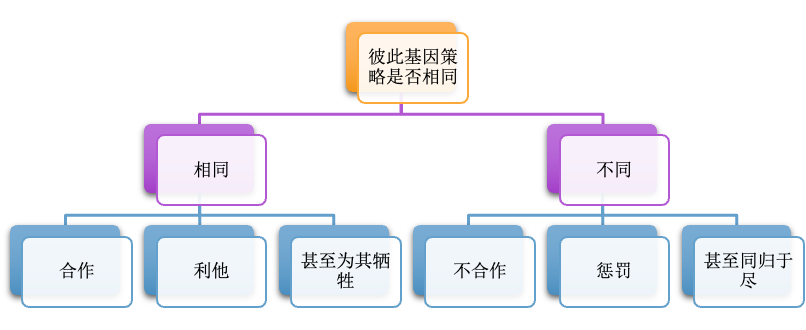 彼此基因策
略是否相同
相同
不同
合作
利他
甚至为其牺
牲
不合作
惩罚
甚至同归于
尽